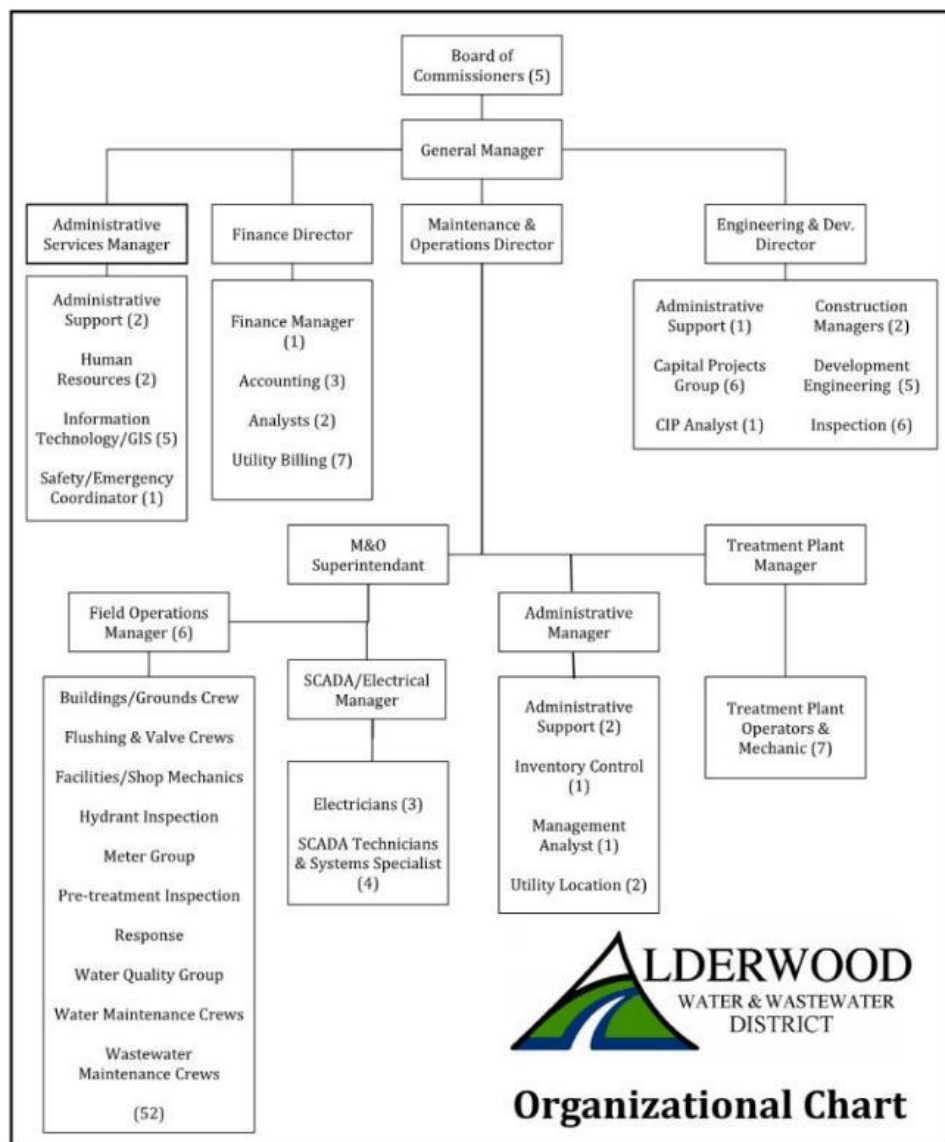 Board of
Commissioners (5)
General Manager
Administrative
Services Manager
Finance Director
Maintenance &
Operations Director
Engineering & Dev.
Director
Administrative
Support (2)
Human
Resources (2)
Information
Technology/GIS (5)
Safety/Emergency
Coordinator (1)
Finance Manager
(1)
Accounting (3)
Analysts (2)
Utility Billing (7)
Administrative
Support (1)
Capital Projects
Group (6)
CIP Analyst (1)
Construction
Managers (2)
Development
Engineering (5)
Inspection (6)
M&O
Superintendant
Treatment Plant
Manager
Field Operations
Manager (6)
Administrative
Manager
SCADA/Electrical
Manager
Buildings/Grounds Crew
Flushing & Valve Crews
Facilities/Shop Mechanics
Hydrant Inspection
Meter Group
Pre-treatment Inspection
Response
Water Quality Group
Water Maintenance Crews
Wastewater
Maintenance Crews
(52)
Electricians (3)
SCADA Technicians
& Systems Specialist
(4)
Administrative
Support (2)
Inventory Control
(1)
Management
Analyst (1)
Utility Location (2)
Treatment Plant
Operators &
Mechanic (7)
ALDERWOOD
WATER & WASTEWATER
DISTRICT
Organizational Chart